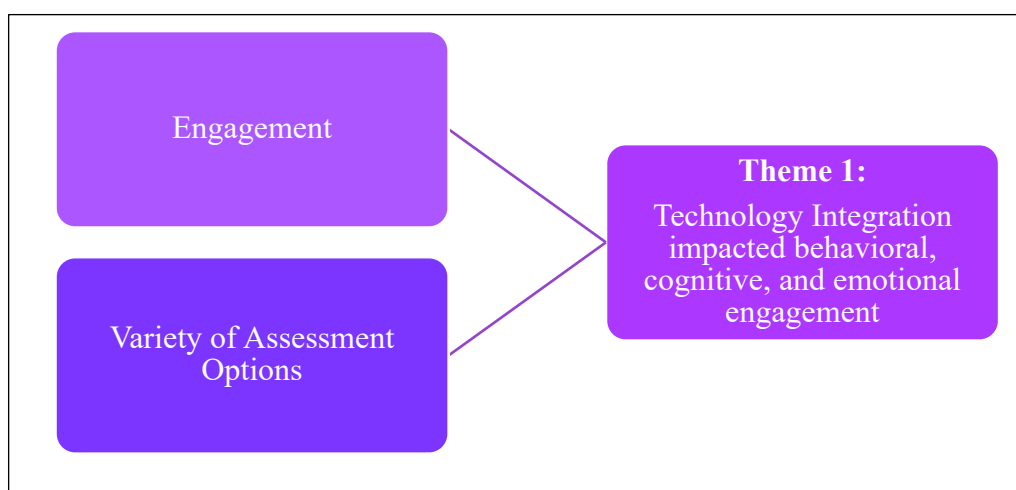 Engagement
Variety of Assessment
Options
Theme 1:
Technology Integration
impacted behavioral,
cognitive, and emotional
engagement